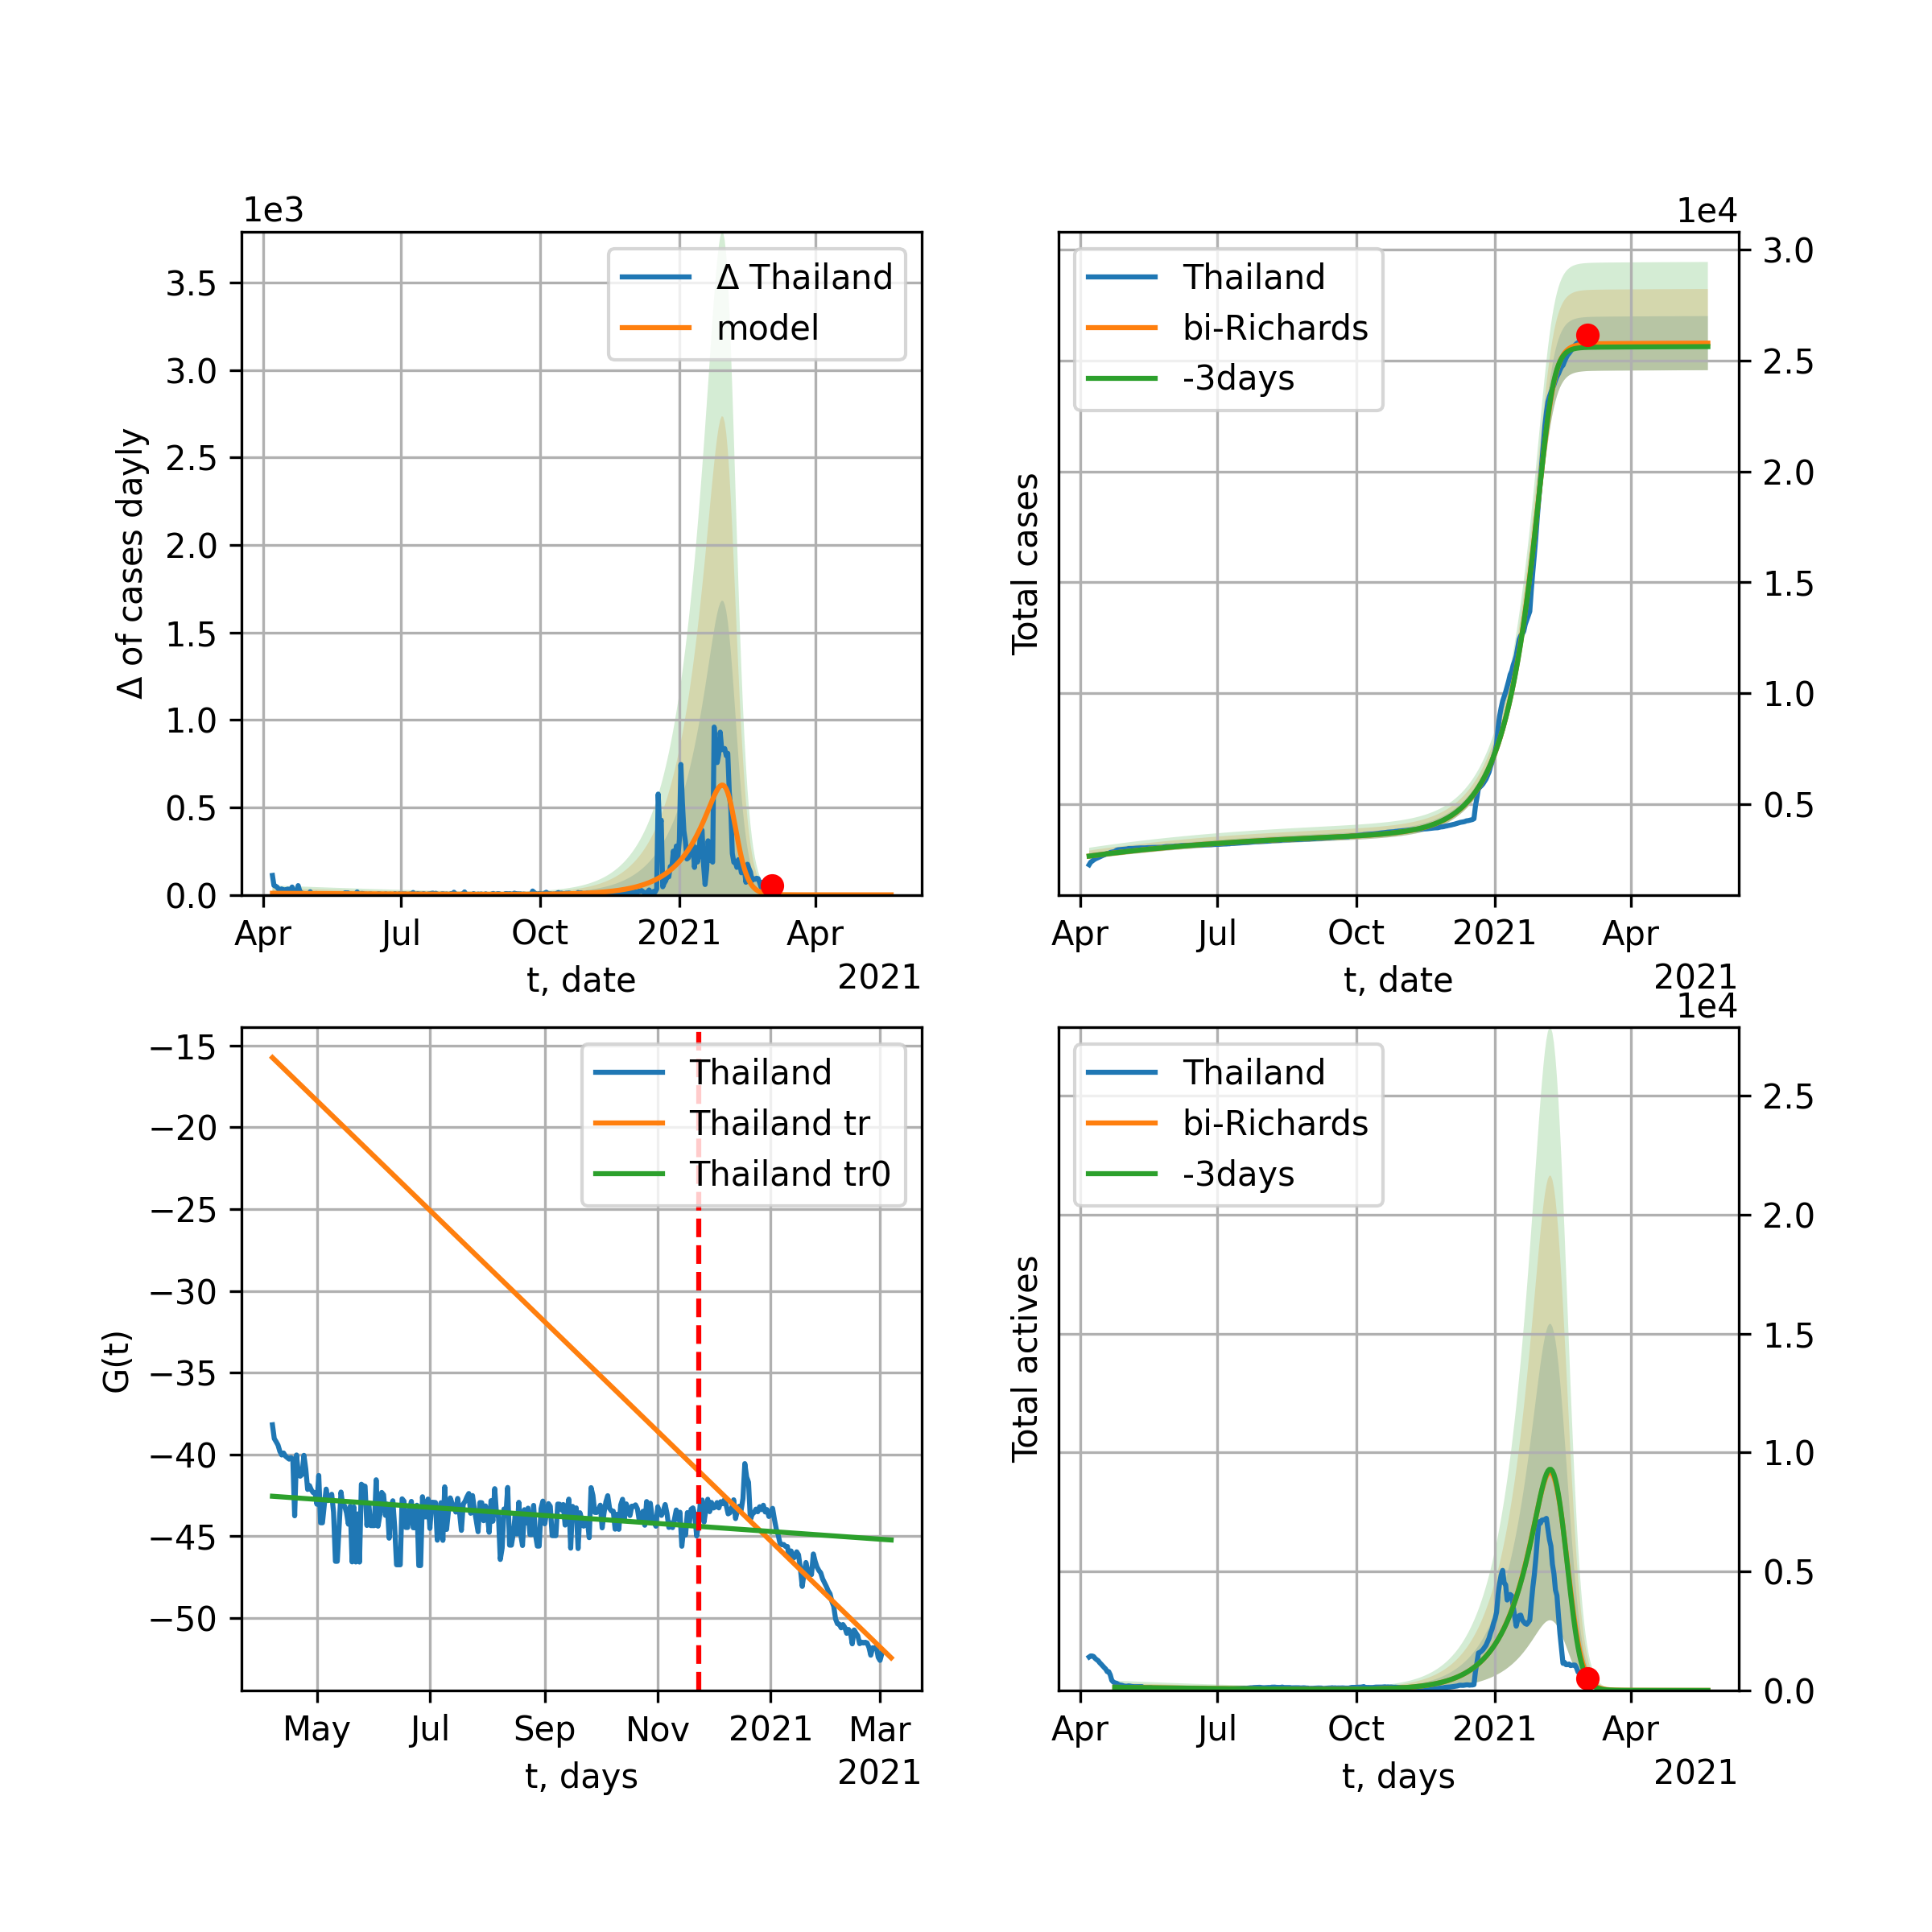 1e3
Δ of cases dayly
3.5
3.0
2.5
2.0
1.5
1.0
0.5
0.0
Δ Thailand
model
Apr Jul Oct 2021 Apr
t, date
2021
1e4
Total cases
Thailand
bi-Richards
-3days
3.0
2.5
2.0
1.5
1.0
0.5
Apr Jul Oct 2021 Apr
t, date
2021
G(t)
−15
−20
−25
−30
−35
−40
−45
−50
Thailand
Thailand tr
Thailand tr0
May Jul Sep Nov 2021 Mar
t, days
2021
1e4
Total actives
Thailand
bi-Richards
-3days
2.5
2.0
1.5
1.0
0.5
0.0
Apr Jul Oct 2021 Apr
t, days
2021